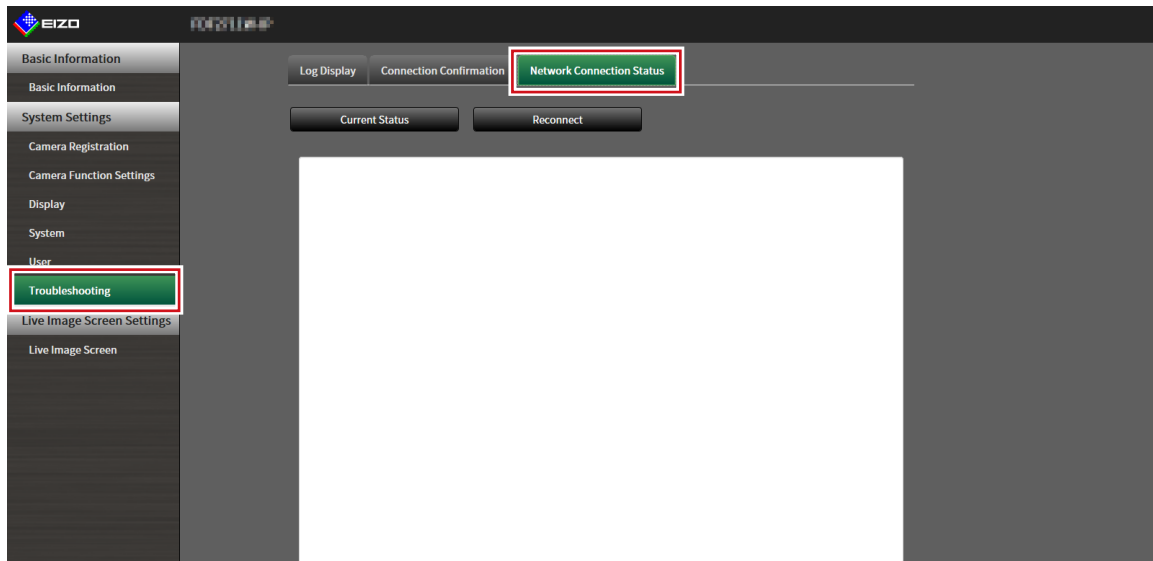 EIZO
Basic Information
Basic Information
System Settings
Camera Registration
Camera Function Settings
Display
System
User
Troubleshooting
Live Image Screen Settings
Live Image Screen
Log Display Connection Confirmation Network Connection Status
Current Status Reconnect